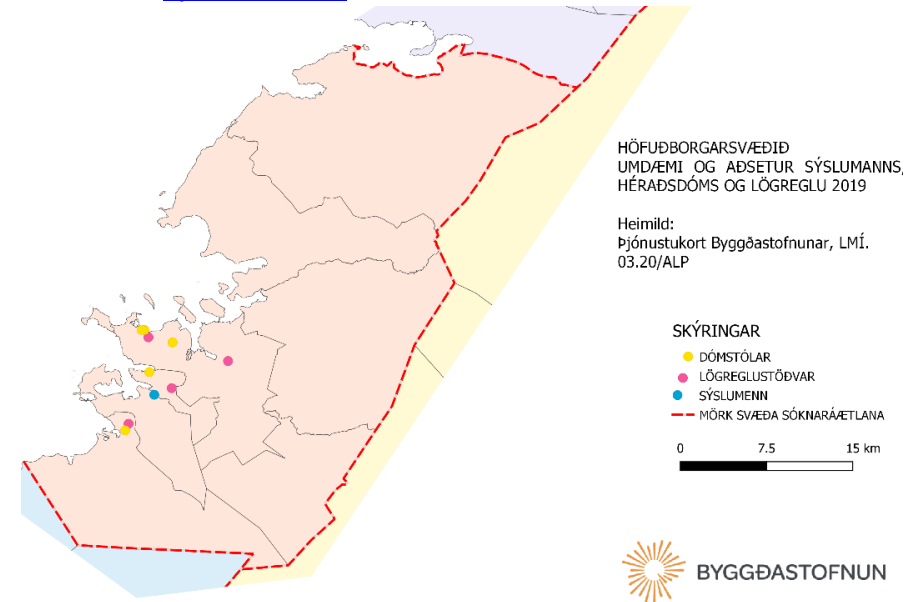 HÖFUÐBORGARSVÆÐIÐ
UMDÆMI OG AÐSETUR SÝSLUMANNS,
HÉRAÐSDÓMS OG LÖGREGLU 2019
Heimild:
Þjónustukort Byggðastofnunar, LMÍ.
03.20/ALP
SKÝRINGAR
DÓMSTÓLAR
LÖGREGLUSTÖÐVAR
SÝSLUMENN
MÖRK SVÆÐA SÓKNARÁÆTLANA
0 7.5 15 km
BYGGÐASTOFNUN